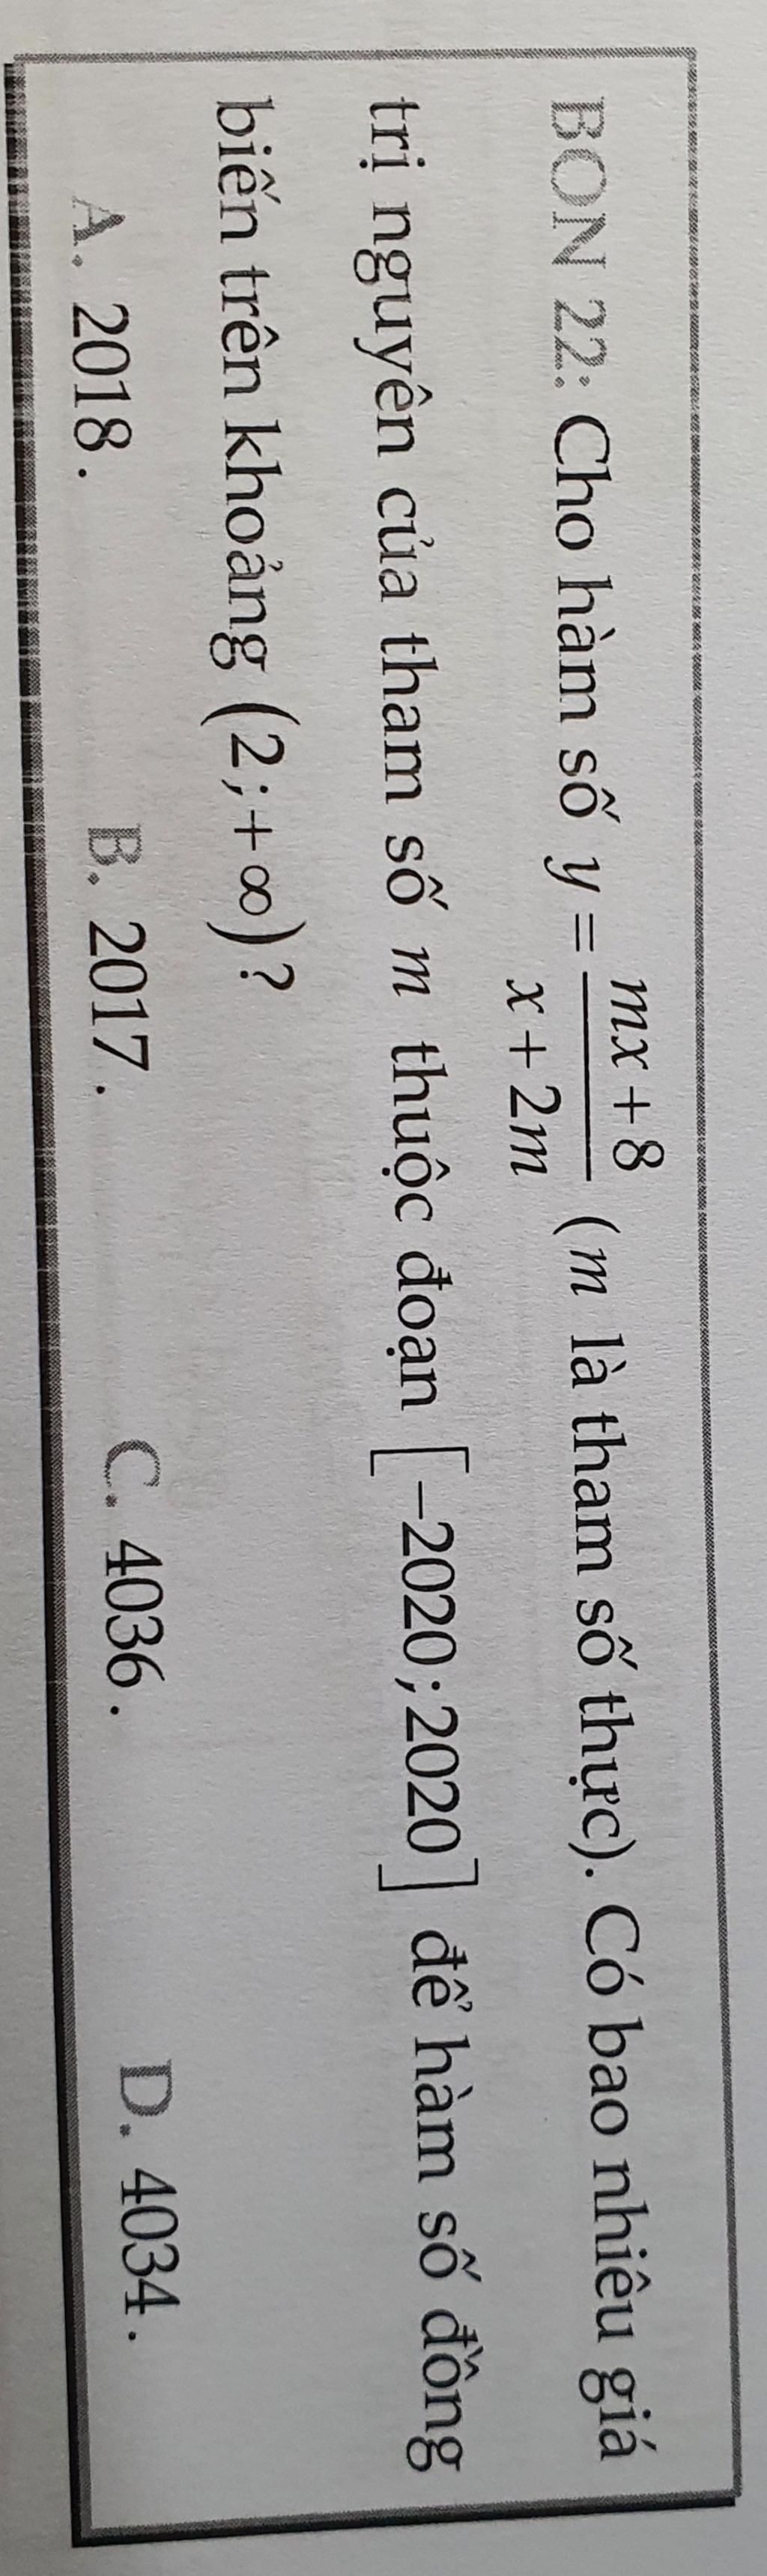 BON 22: Cho hàm số y = \frac{mx+8}{x+2m} (m là tham số thực). Có bao nhiêu giá
trị nguyên của tham số m thuộc đoạn [−2020;2020] để hàm số đồng
biến trên khoảng (2;+∞)?
A. 2018. B. 2017. C. 4036. D. 4034.